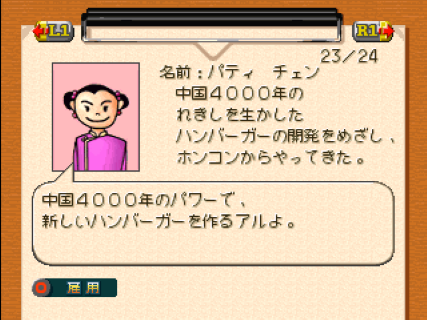 L1
R1
23/24
名前：パティ　チェン
中国４０００年の
れきしを生かした
ハンバーガーの開発をめざし、
ホンコンからやってきた。
中国４０００年のパワーで、
新しいハンバーガーを作るアルよ。
雇用